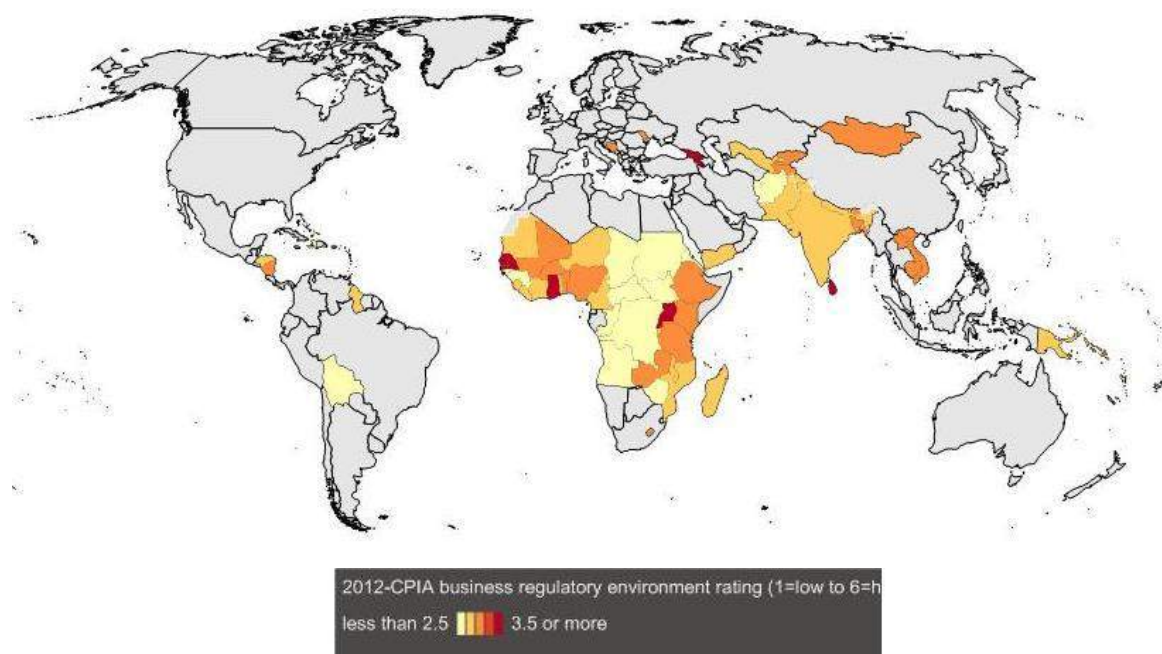 2012-CPIA business regulatory environment rating (1=low to 6=h
less than 2.5 3.5 or more